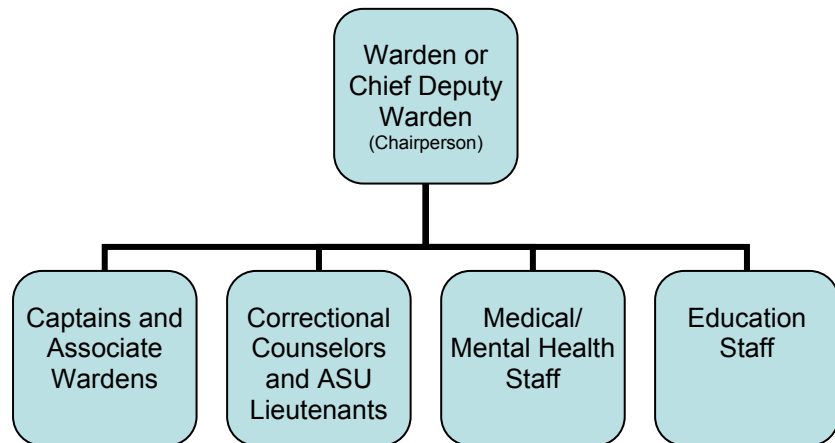 Warden or
Chief Deputy
Warden
(Chairperson)
Captains and
Associate
Wardens
Correctional
Counselors
and ASU
Lieutenants
Medical/
Mental Health
Staff
Education
Staff